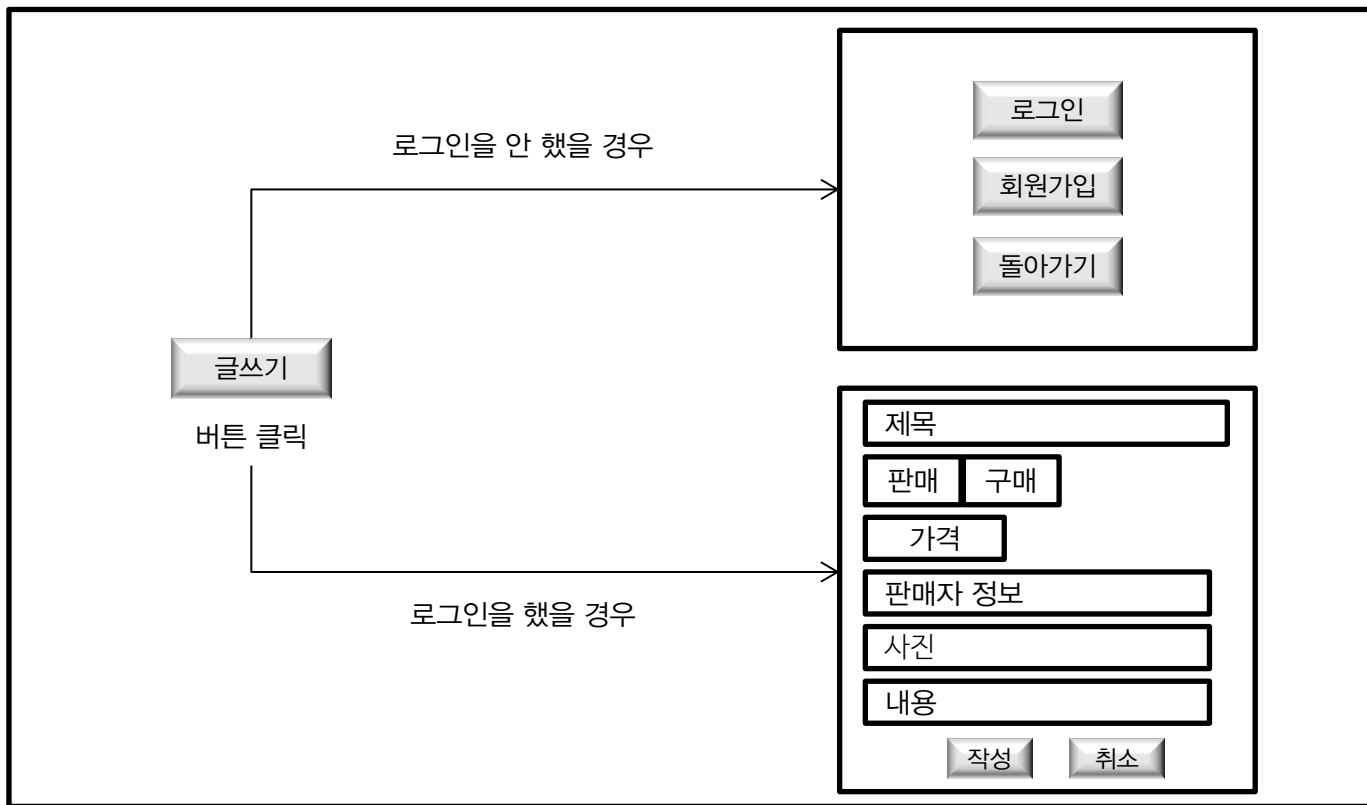 로그인을 안 했을 경우
로그인
회원가입
돌아가기
글쓰기
버튼 클릭
로그인을 했을 경우
제목
판매 구매
가격
판매자 정보
사진
내용
작성 취소